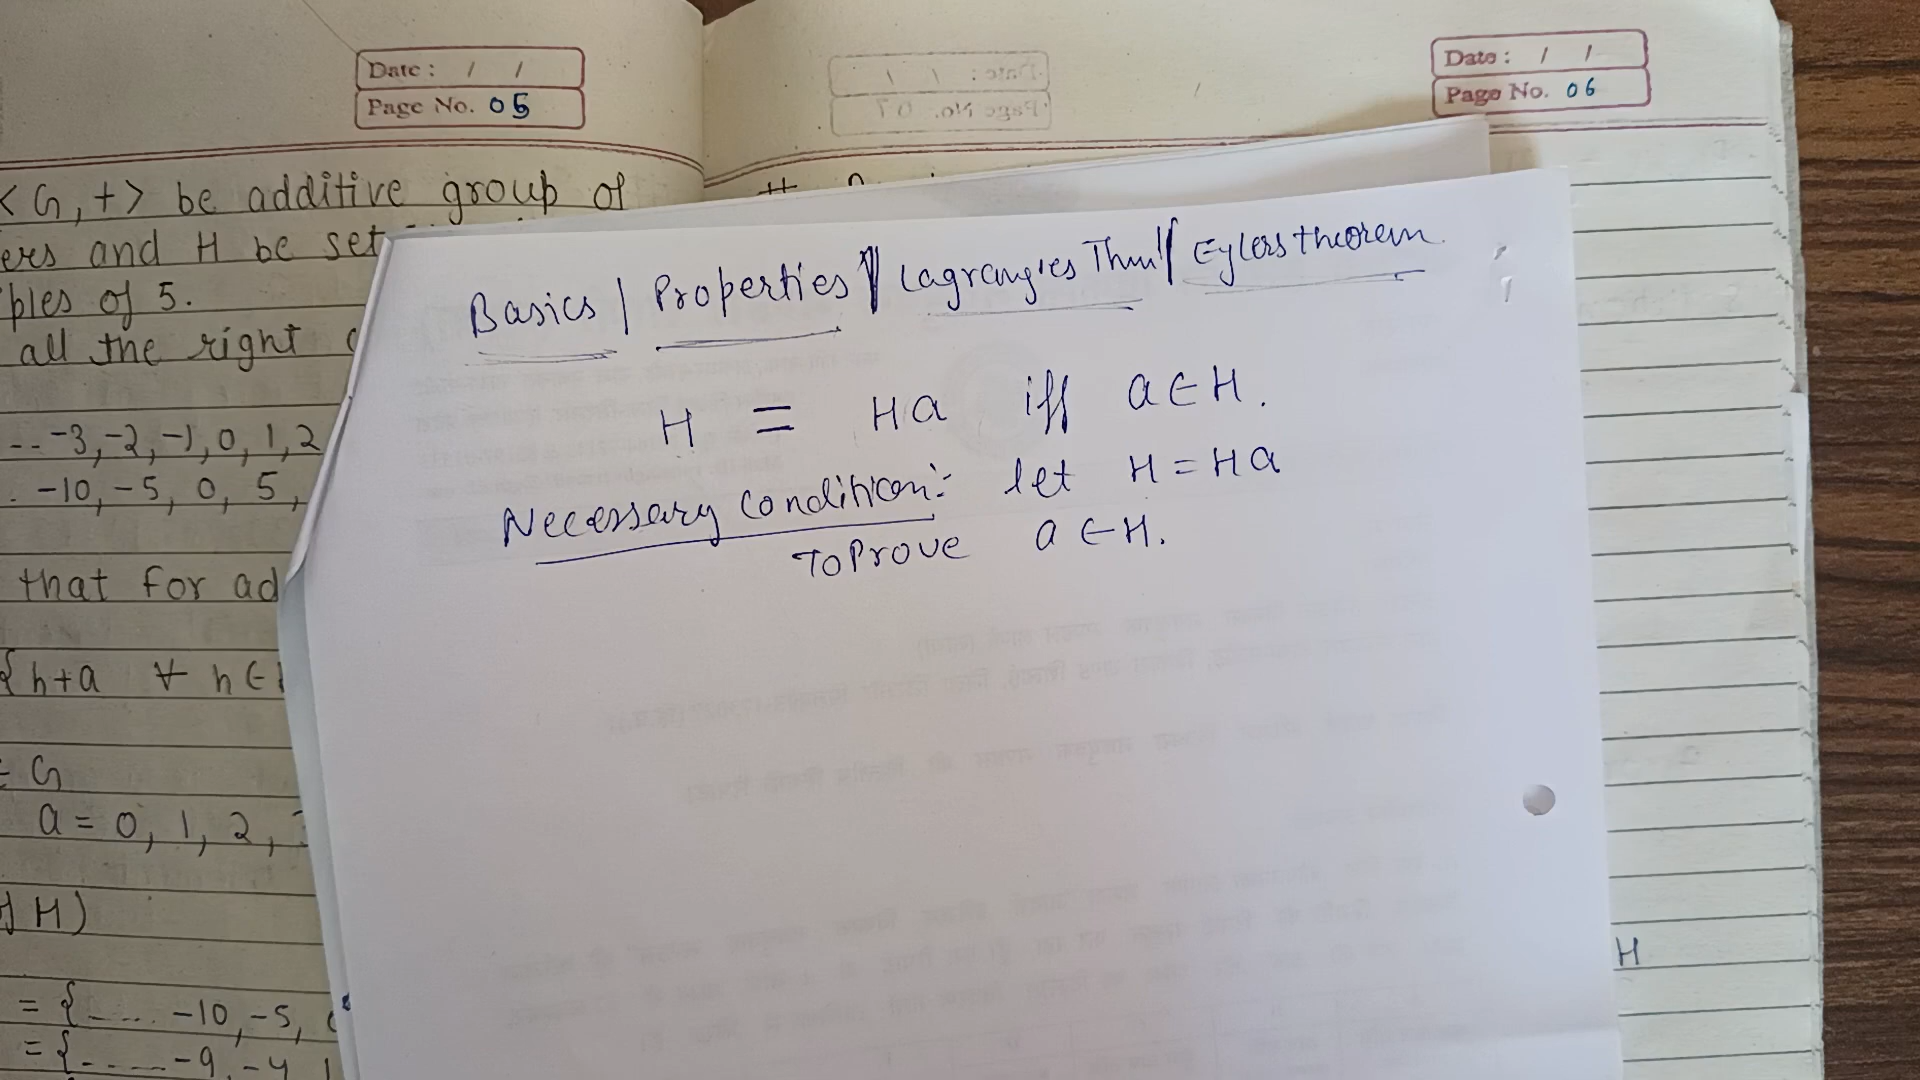 Date : / /
Page No. 05
Date : / /
Page No. 06
<G, +> be additive group of
ers and H be set
ples of 5.
all the right
-3, -2, -1, 0, 1, 2
-10, -5, 0, 5,
that for ad
{h+a ∀ h∈
G
a = 0, 1, 2,
H)
= {..... -10, -5,
= {..... -9, -4
Basics | Properties || Lagrangies Thm || Eylers theorem
H = Ha iff a∈H.
Necessary Condition:- let H = Ha
To Prove a∈H.
H